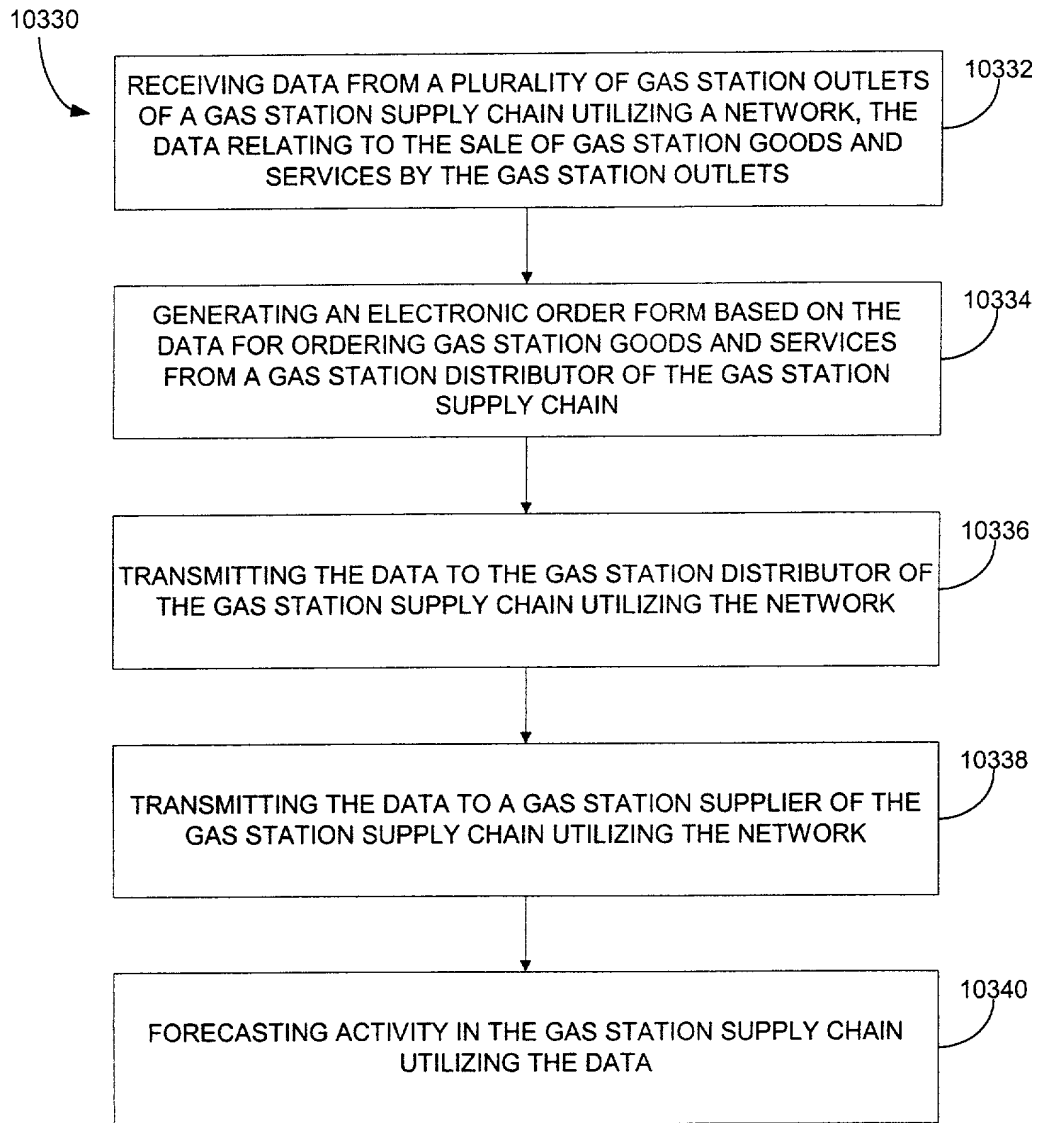 10330
RECEIVING DATA FROM A PLURALITY OF GAS STATION OUTLETS
OF A GAS STATION SUPPLY CHAIN UTILIZING A NETWORK, THE
DATA RELATING TO THE SALE OF GAS STATION GOODS AND
SERVICES BY THE GAS STATION OUTLETS
10332
GENERATING AN ELECTRONIC ORDER FORM BASED ON THE
DATA FOR ORDERING GAS STATION GOODS AND SERVICES
FROM A GAS STATION DISTRIBUTOR OF THE GAS STATION
SUPPLY CHAIN
10334
TRANSMITTING THE DATA TO THE GAS STATION DISTRIBUTOR OF
THE GAS STATION SUPPLY CHAIN UTILIZING THE NETWORK
10336
TRANSMITTING THE DATA TO A GAS STATION SUPPLIER OF THE
GAS STATION SUPPLY CHAIN UTILIZING THE NETWORK
10338
FORECASTING ACTIVITY IN THE GAS STATION SUPPLY CHAIN
UTILIZING THE DATA
10340